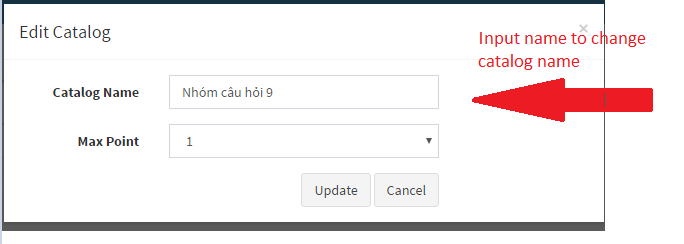 Edit Catalog
×
Input name to change
catalog name
Catalog Name
Nhóm câu hỏi 9
Max Point
1
Update Cancel